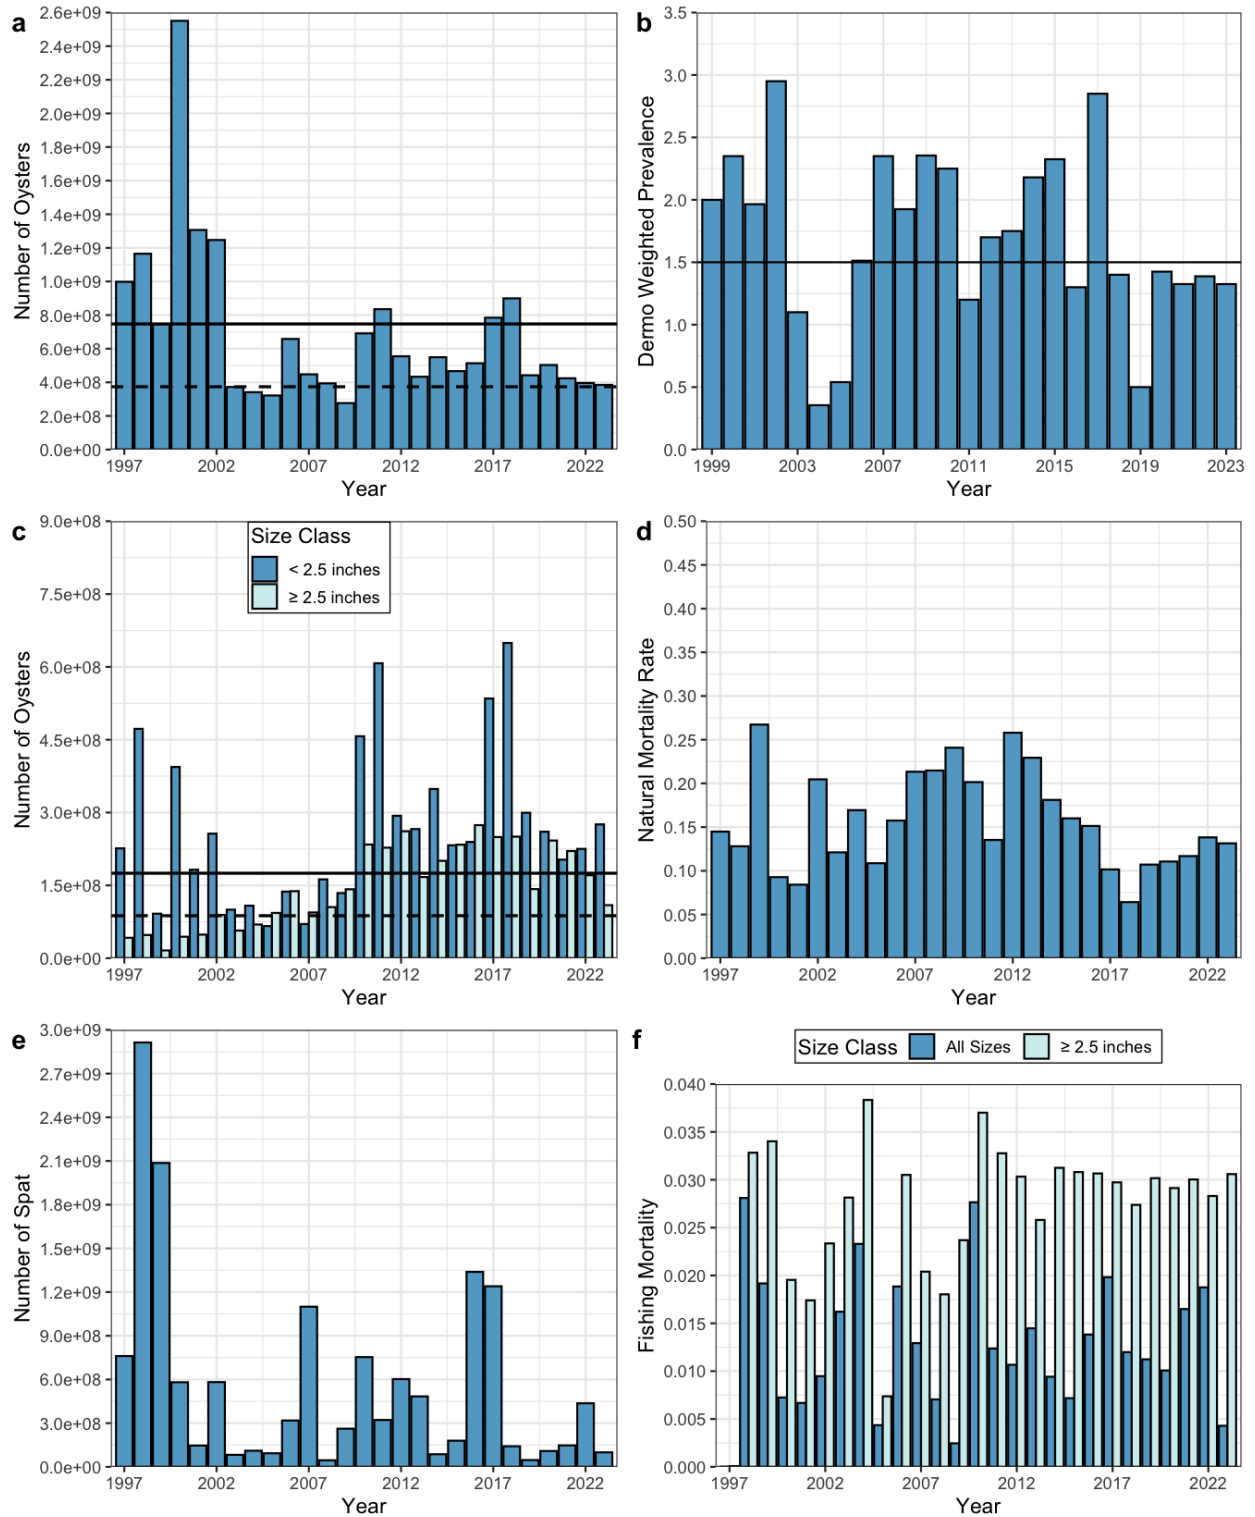 a
Number of Oysters
2.6e+09
2.4e+09
2.2e+09
2.0e+09
1.8e+09
1.6e+09
1.4e+09
1.2e+09
1.0e+09
8.0e+08
6.0e+08
4.0e+08
2.0e+08
0.0e+00
1997 2002 2007 2012 2017 2022
Year
b
Dermo Weighted Prevalence
3.5
3.0
2.5
2.0
1.5
1.0
0.5
0.0
1999 2003 2007 2011 2015 2019 2023
Year
c
Number of Oysters
Size Class
< 2.5 inches
≥ 2.5 inches
9.0e+08
7.5e+08
6.0e+08
4.5e+08
3.0e+08
1.5e+08
0.0e+00
1997 2002 2007 2012 2017 2022
Year
d
Natural Mortality Rate
0.50
0.45
0.40
0.35
0.30
0.25
0.20
0.15
0.10
0.05
0.00
1997 2002 2007 2012 2017 2022
Year
e
Number of Spat
3.0e+09
2.7e+09
2.4e+09
2.1e+09
1.8e+09
1.5e+09
1.2e+09
9.0e+08
6.0e+08
3.0e+08
0.0e+00
1997 2002 2007 2012 2017 2022
Year
f
Size Class All Sizes ≥ 2.5 inches
Fishing Mortality
0.040
0.035
0.030
0.025
0.020
0.015
0.010
0.005
0.000
1997 2002 2007 2012 2017 2022
Year